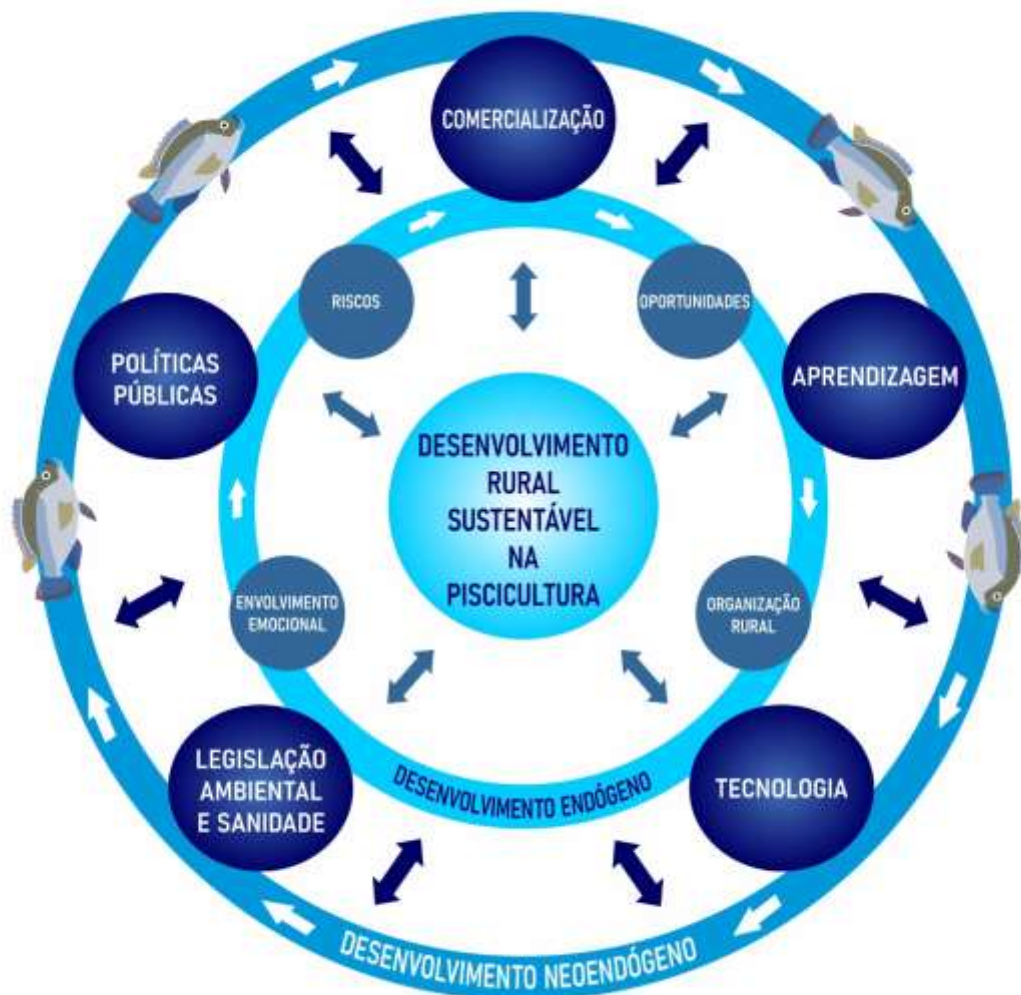 COMERCIALIZAÇÃO
RISCOS
OPORTUNIDADES
POLÍTICAS
PÚBLICAS
APRENDIZAGEM
DESENVOLVIMENTO
RURAL
SUSTENTÁVEL
NA
PISCICULTURA
ENVOLVIMENTO
EMOCIONAL
ORGANIZAÇÃO
RURAL
LEGISLAÇÃO
AMBIENTAL
E SANIDADE
TECNOLOGIA
DESENVOLVIMENTO ENDÓGENO
DESENVOLVIMENTO NEOENDÓGENO